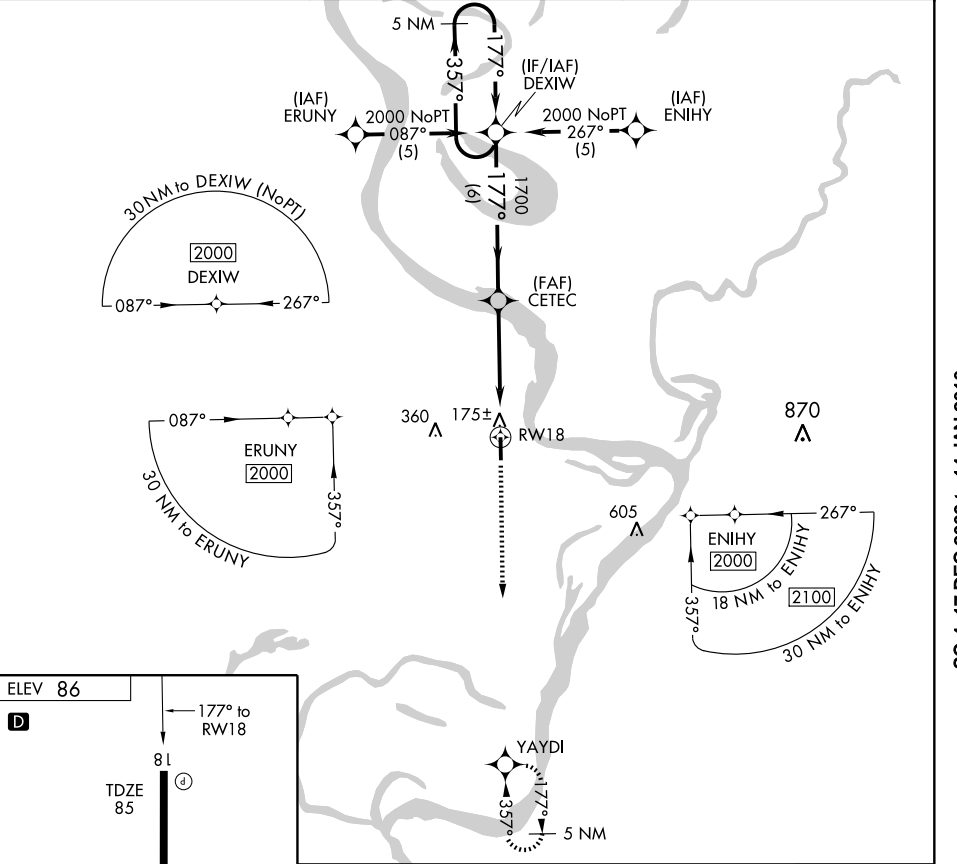 5 NM
357°
177°
(IF/IAF)
DEXIW
(IAF)
ERUNY
2000 NoPT
087°
(5)
2000 NoPT
267°
(5)
(IAF)
ENIHY
1700
177°
(6)
30 NM to DEXIW (NoPT)
2000
DEXIW
087°
267°
(FAF)
CETEC
360
175±
RW18
870
087°
ERUNY
2000
357°
30 NM to ERUNY
605
267°
ENIHY
2000
18 NM to ENIHY
2100
357°
30 NM to ENIHY
ELEV 86
D
177° to
RW18
18
P
TDZE
85
YAYDI
357°
177°
5 NM